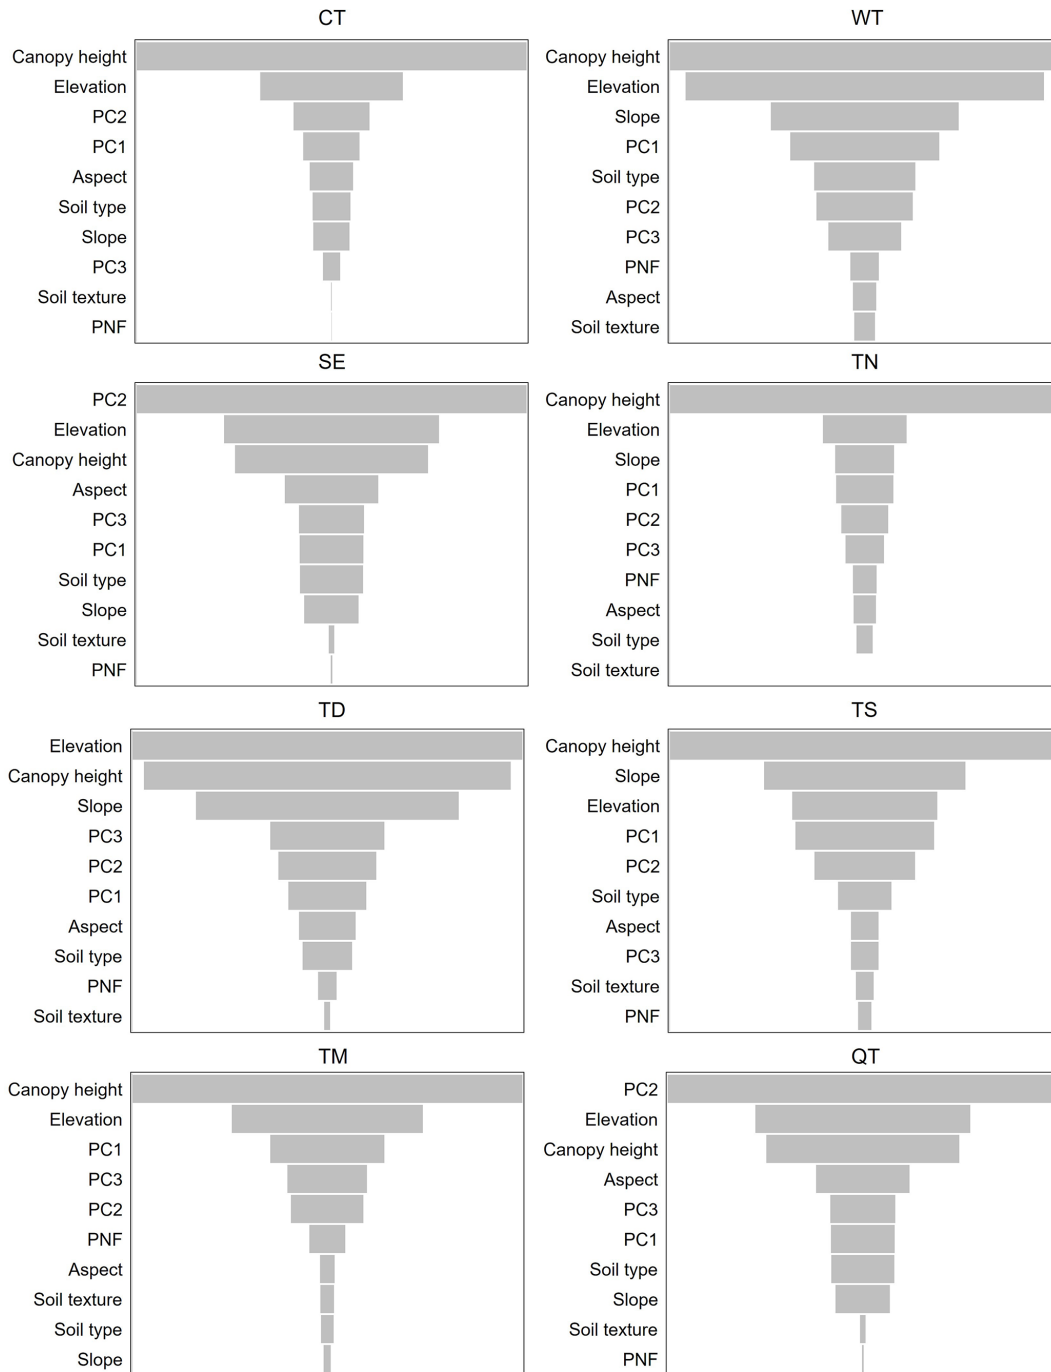 CT
Canopy height
Elevation
PC2
PC1
Aspect
Soil type
Slope
PC3
Soil texture
PNF
WT
Canopy height
Elevation
Slope
PC1
Soil type
PC2
PC3
PNF
Aspect
Soil texture
SE
PC2
Elevation
Canopy height
Aspect
PC3
PC1
Soil type
Slope
Soil texture
PNF
TN
Canopy height
Elevation
Slope
PC1
PC2
PC3
PNF
Aspect
Soil type
Soil texture
TD
Elevation
Canopy height
Slope
PC3
PC2
PC1
Aspect
Soil type
PNF
Soil texture
TS
Canopy height
Slope
Elevation
PC1
PC2
Soil type
Aspect
PC3
Soil texture
PNF
TM
Canopy height
Elevation
PC1
PC3
PC2
PNF
Aspect
Soil texture
Soil type
Slope
QT
PC2
Elevation
Canopy height
Aspect
PC3
PC1
Soil type
Slope
Soil texture
PNF